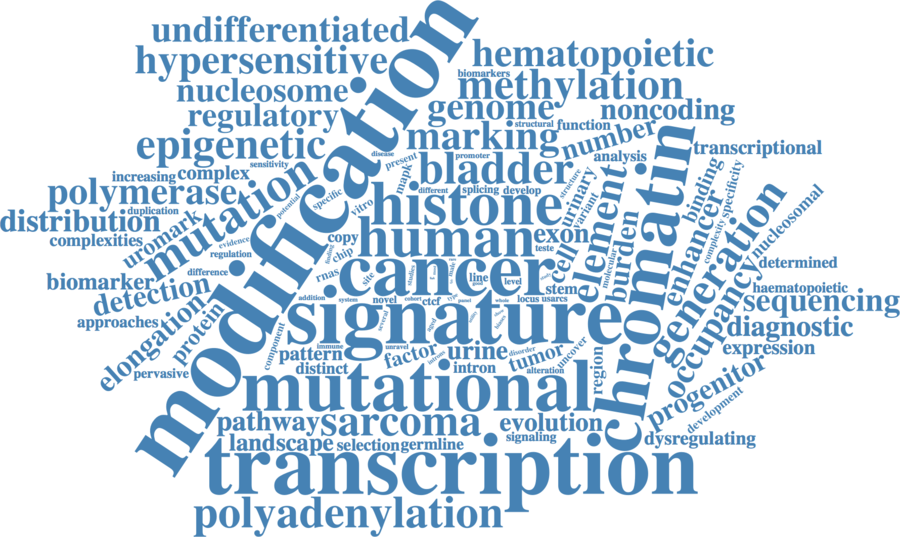 undifferentiated
hypersensitive
hematopoietic
biomarkers
methylation
nucleosome
genome
noncoding
regulatory
structural
function
marking
number
epigenetic
modification
transcriptional
disease
present
promoter
analysis
sensitivity
bladder
structure
increasing
complex
mapk
urinary
binding
specificity
polymerase
mutation
potential
specific
different
splicing
develop
variant
element
enhancer
chromatin
histone
vitro
distribution
duplication
uromark
complexities
evidence
regulation
copy
human
exon
teste
cell
molecular
burden
complexity
generation
nucleosomal
finding
chip
biomarker
difference
rnas
site
cancer
studies
line
level
stem
determined
detection
addition
system
novel
cohort
ctcf
panel
whole
locus
usarcs
occupancy
haematopoietic
sequencing
approaches
elongation
protein
signature
several
diagnostic
component
immune
unravel
pattern
factor
introns
urine
disorder
tumor
uncover
expression
pervasive
distinct
intron
alteration
region
mutational
progenitor
development
pathway
sarcoma
evolution
landscape
selection
germline
signaling
dysregulating
transcription
polyadenylation